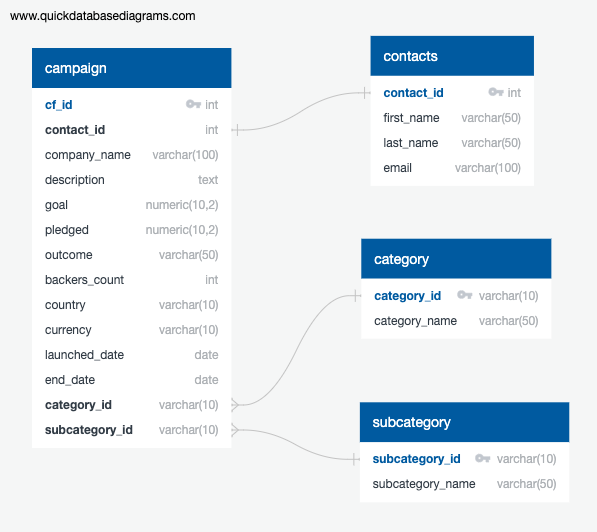 www.quickdatabasediagrams.com
campaign
cf_id int
contact_id int
company_name varchar(100)
description text
goal numeric(10,2)
pledged numeric(10,2)
outcome varchar(50)
backers_count int
country varchar(10)
currency varchar(10)
launched_date date
end_date date
category_id varchar(10)
subcategory_id varchar(10)
contacts
contact_id int
first_name varchar(50)
last_name varchar(50)
email varchar(100)
category
category_id varchar(10)
category_name varchar(50)
subcategory
subcategory_id varchar(10)
subcategory_name varchar(50)